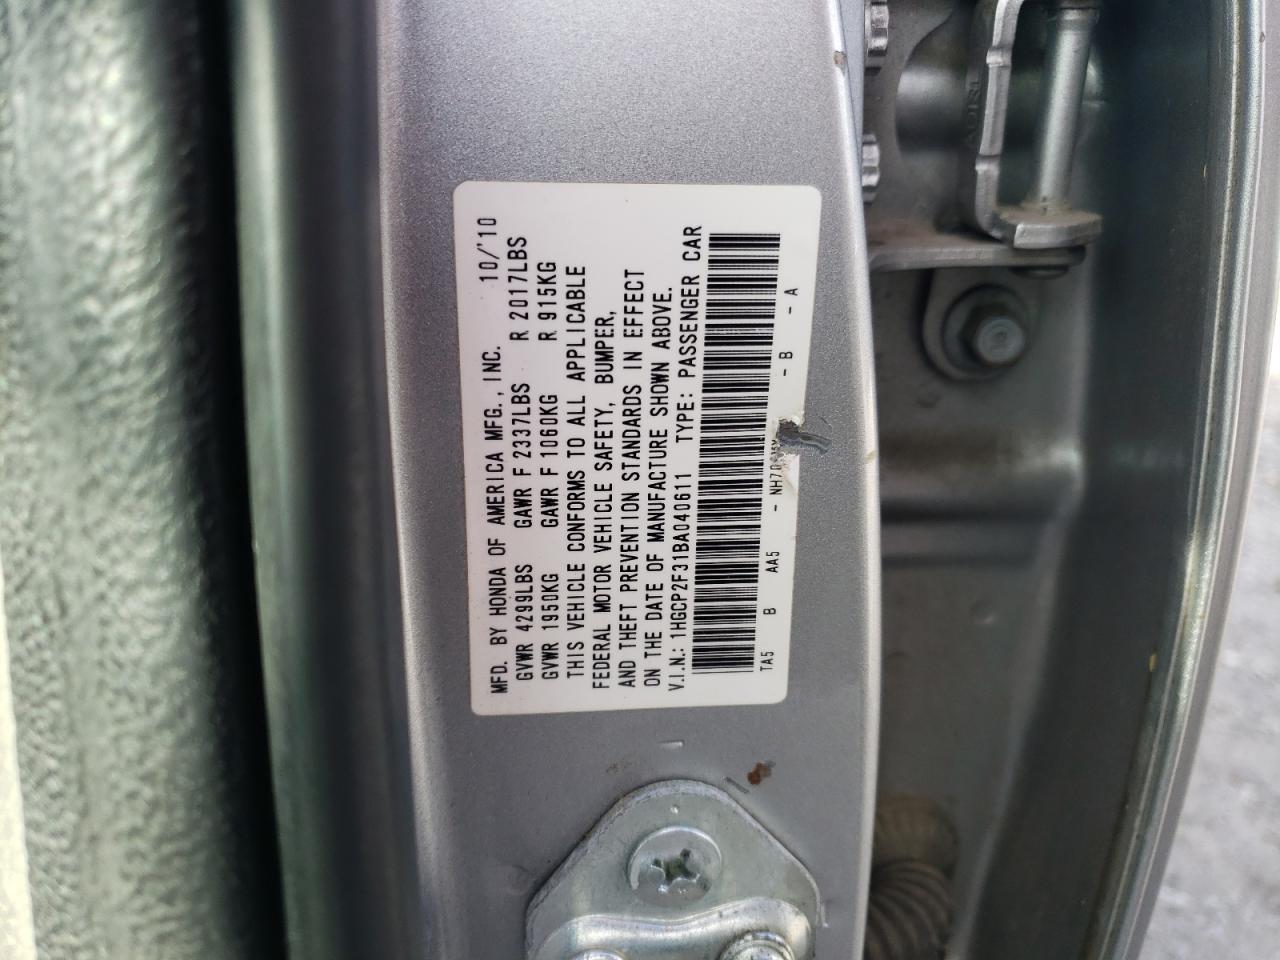 MFD. BY HONDA OF AMERICA MFG., INC. 10/'10
GVWR 4299LBS GAWR F 2337LBS R 2017LBS
GVWR 1950KG GAWR F 1060KG R 915KG
THIS VEHICLE CONFORMS TO ALL APPLICABLE
FEDERAL MOTOR VEHICLE SAFETY, BUMPER,
AND THEFT PREVENTION STANDARDS IN EFFECT
ON THE DATE OF MANUFACTURE SHOWN ABOVE.
V.I.N.: 1HGCP2F31BA040611 TYPE: PASSENGER CAR
TA5 B AA5 - - B - A